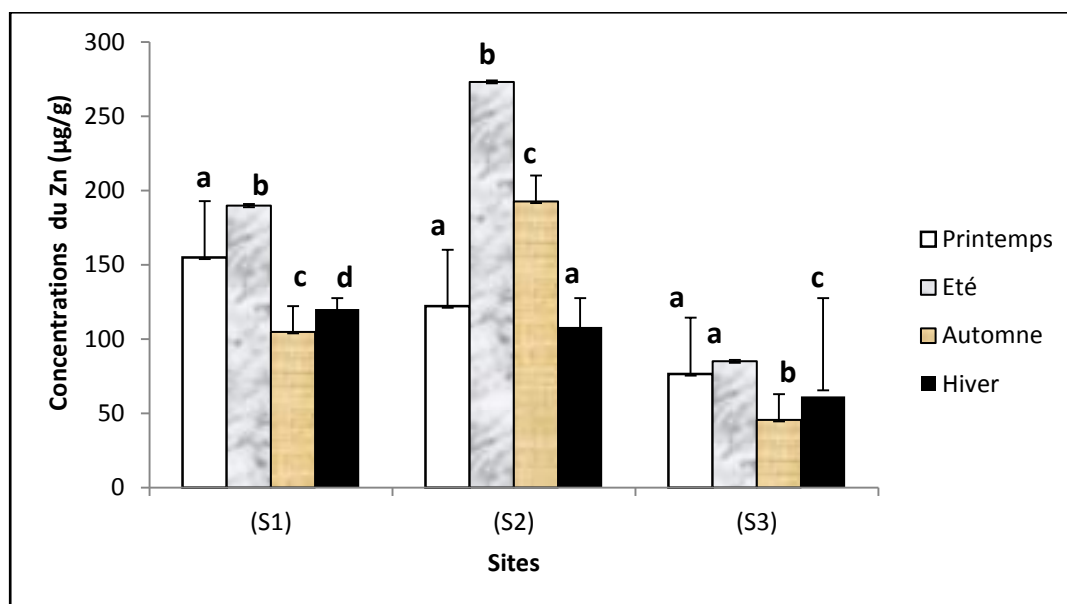 Concentrations du Zn (µg/g)
300
250
200
150
100
50
0
a
b
c
d
a
b
c
a
a
a
b
c
(S1)
(S2)
(S3)
Sites
Printemps
Eté
Automne
Hiver